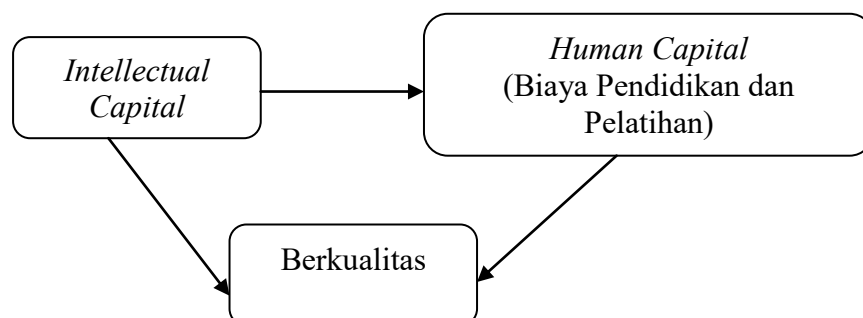 Intellectual
Capital
Human Capital
(Biaya Pendidikan dan
Pelatihan)
Berkualitas